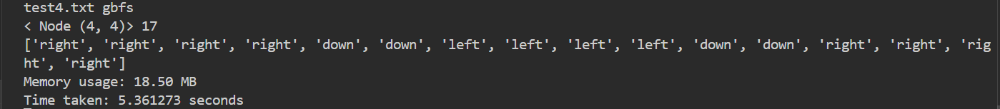 test4.txt gbfs
< Node (4, 4)> 17
['right', 'right', 'right', 'right', 'down', 'down', 'left', 'left', 'left', 'left', 'down', 'down', 'right', 'right', 'rig
ht', 'right']
Memory usage: 18.50 MB
Time taken: 5.361273 seconds